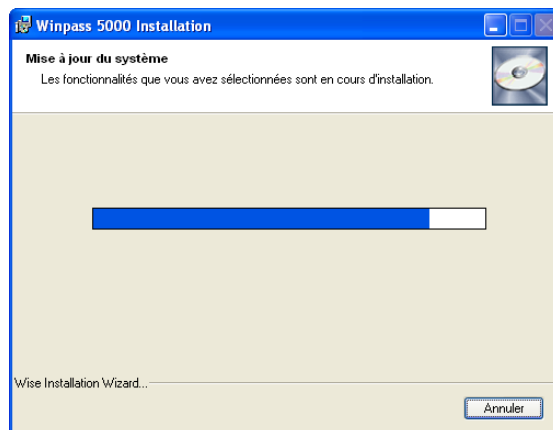 Winpass 5000 Installation
Mise à jour du système
Les fonctionnalités que vous avez sélectionnées sont en cours d'installation.
Wise Installation Wizard...
Annuler